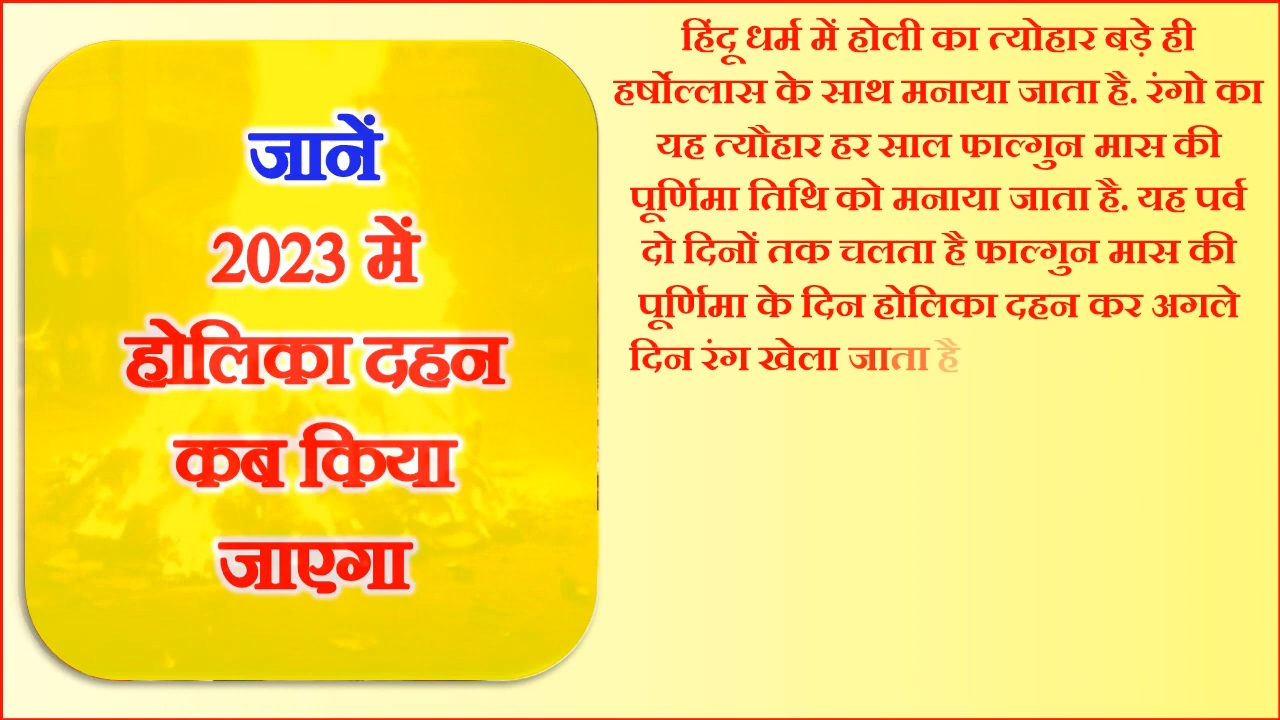 जानें
2023 में
होलिका दहन
कब किया
जाएगा
हिंदू धर्म में होली का त्योहार बड़े ही
हर्षोल्लास के साथ मनाया जाता है. रंगो का
यह त्यौहार हर साल फाल्गुन मास की
पूर्णिमा तिथि को मनाया जाता है. यह पर्व
दो दिनों तक चलता है फाल्गुन मास की
पूर्णिमा के दिन होलिका दहन कर अगले
दिन रंग खेला जाता है